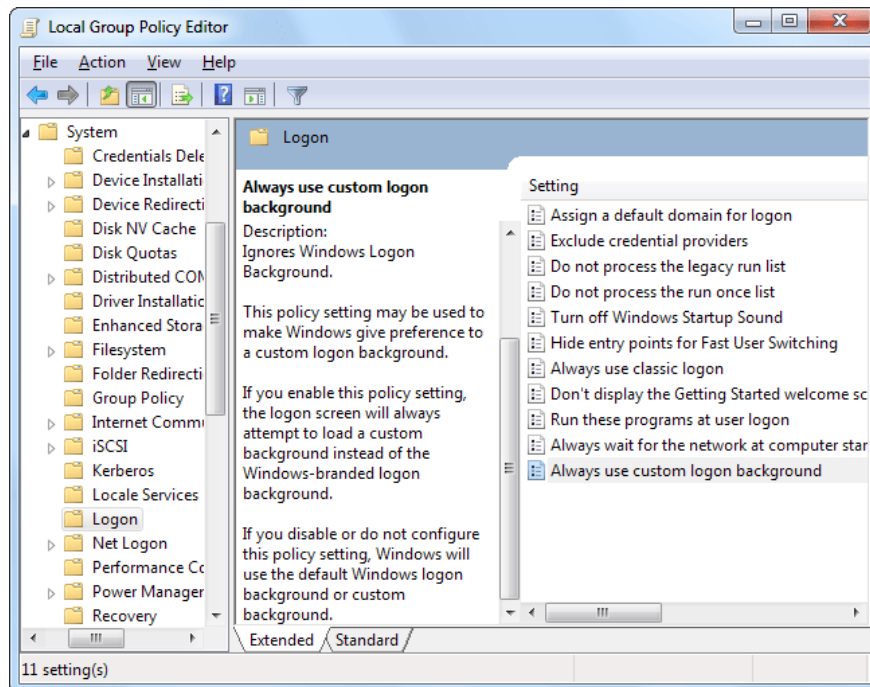 Local Group Policy Editor
File Action View Help
System
Credentials Dele
Device Installati
Device Redirecti
Disk NV Cache
Disk Quotas
Distributed CON
Driver Installatic
Enhanced Stora
Filesystem
Folder Redirecti
Group Policy
Internet Commu
iSCSI
Kerberos
Locale Services
Logon
Net Logon
Performance Co
Power Manager
Recovery
Logon
Always use custom logon
background
Description:
Ignores Windows Logon
Background.
This policy setting may be used to
make Windows give preference to
a custom logon background.
If you enable this policy setting,
the logon screen will always
attempt to load a custom
background instead of the
Windows-branded logon
background.
If you disable or do not configure
this policy setting, Windows will
use the default Windows logon
background or custom
background.
Setting
Assign a default domain for logon
Exclude credential providers
Do not process the legacy run list
Do not process the run once list
Turn off Windows Startup Sound
Hide entry points for Fast User Switching
Always use classic logon
Don't display the Getting Started welcome sc
Run these programs at user logon
Always wait for the network at computer star
Always use custom logon background
Extended Standard
11 setting(s)